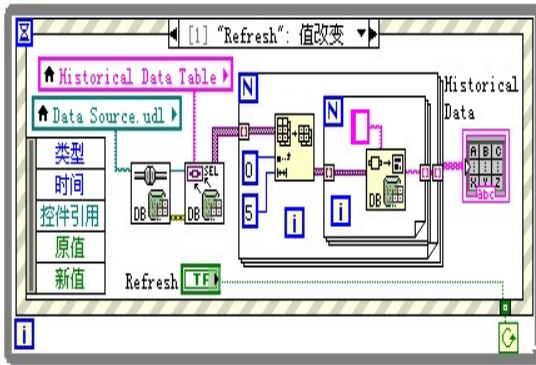 [1] "Refresh": 值改变
Historical Data Table
Data Source.udl
类型
时间
控件引用
原值
新值
DB
SEL
DB
N
0
5
i
N
i
DB
Historical
Data
A B C
X Y Z
abc
Refresh
TF
i